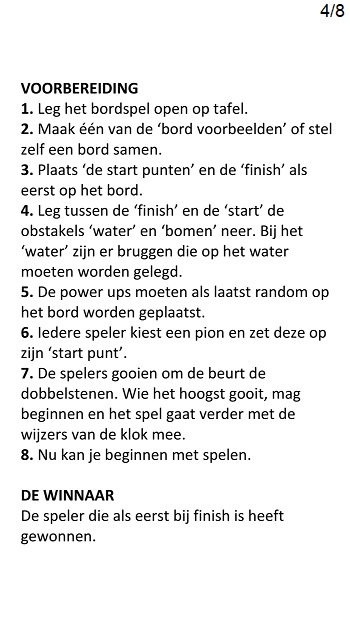 4/8
VOORBEREIDING
1. Leg het bordspel open op tafel.
2. Maak één van de ‘bord voorbeelden’ of stel
zelf een bord samen.
3. Plaats ‘de start punten’ en de ‘finish’ als
eerst op het bord.
4. Leg tussen de ‘finish’ en de ‘start’ de
obstakels ‘water’ en ‘bomen’ neer. Bij het
‘water’ zijn er bruggen die op het water
moeten worden gelegd.
5. De power ups moeten als laatst random op
het bord worden geplaatst.
6. Iedere speler kiest een pion en zet deze op
zijn ‘start punt’.
7. De spelers gooien om de beurt de
dobbelstenen. Wie het hoogst gooit, mag
beginnen en het spel gaat verder met de
wijzers van de klok mee.
8. Nu kan je beginnen met spelen.
DE WINNAAR
De speler die als eerst bij finish is heeft
gewonnen.